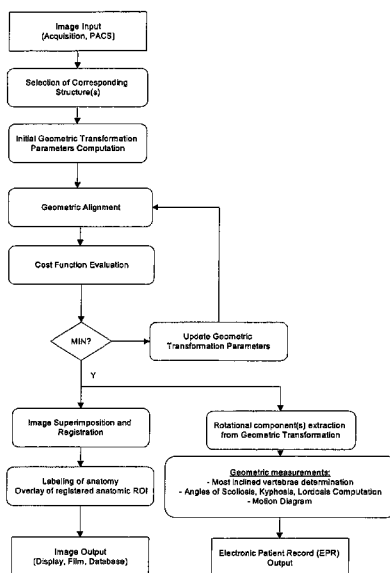 Image Input
(Acquisition, PACS)
Selection of Corresponding
Structure(s)
Initial Geometric Transformation
Parameters Computation
Geometric Alignment
Cost Function Evaluation
MIN?
Update Geometric
Transformation Parameters
Y
Image Superimposition and
Registration
Rotational component(s) extraction
from Geometric Transformation
Labeling of anatomy
Overlay of registered anatomic ROI
Geometric measurements:
- Most inclined vertebrae determination
- Angles of Scoliosis, Kyphosis, Lordosis Computation
- Motion Diagram
Image Output
(Display, Film, Database)
Electronic Patient Record (EPR)
Output